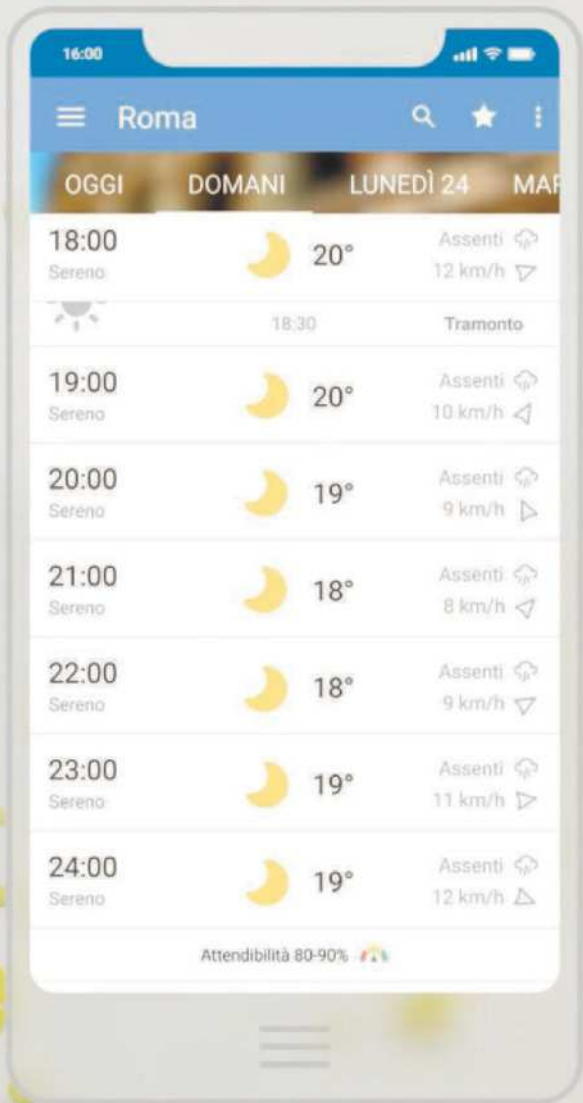 16:00
Roma
OGGI DOMANI LUNEDÌ 24 MAR
18:00 20° Assenti
Sereno 12 km/h
18:30 Tramonto
19:00 20° Assenti
Sereno 10 km/h
20:00 19° Assenti
Sereno 9 km/h
21:00 18° Assenti
Sereno 8 km/h
22:00 18° Assenti
Sereno 9 km/h
23:00 19° Assenti
Sereno 11 km/h
24:00 19° Assenti
Sereno 12 km/h
Attendibilità 80-90%